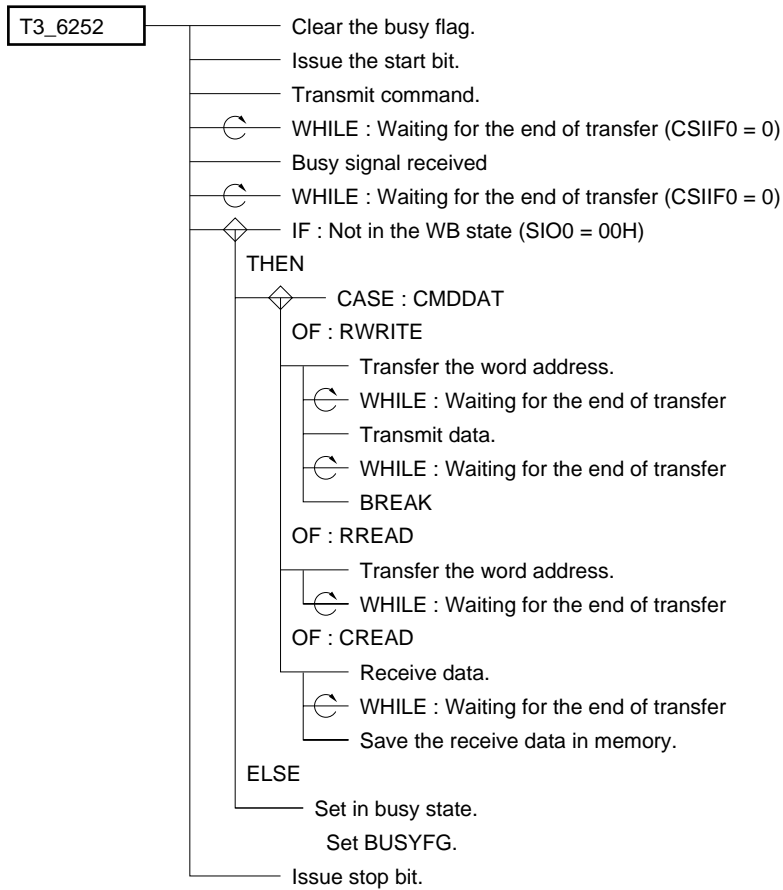 T3_6252
Clear the busy flag.
Issue the start bit.
Transmit command.
WHILE : Waiting for the end of transfer (CSIIF0 = 0)
Busy signal received
WHILE : Waiting for the end of transfer (CSIIF0 = 0)
IF : Not in the WB state (SIO0 = 00H)
THEN
CASE : CMDDAT
OF : RWRITE
Transfer the word address.
WHILE : Waiting for the end of transfer
Transmit data.
WHILE : Waiting for the end of transfer
BREAK
OF : RREAD
Transfer the word address.
WHILE : Waiting for the end of transfer
OF : CREAD
Receive data.
WHILE : Waiting for the end of transfer
Save the receive data in memory.
ELSE
Set in busy state.
Set BUSYFG.
Issue stop bit.